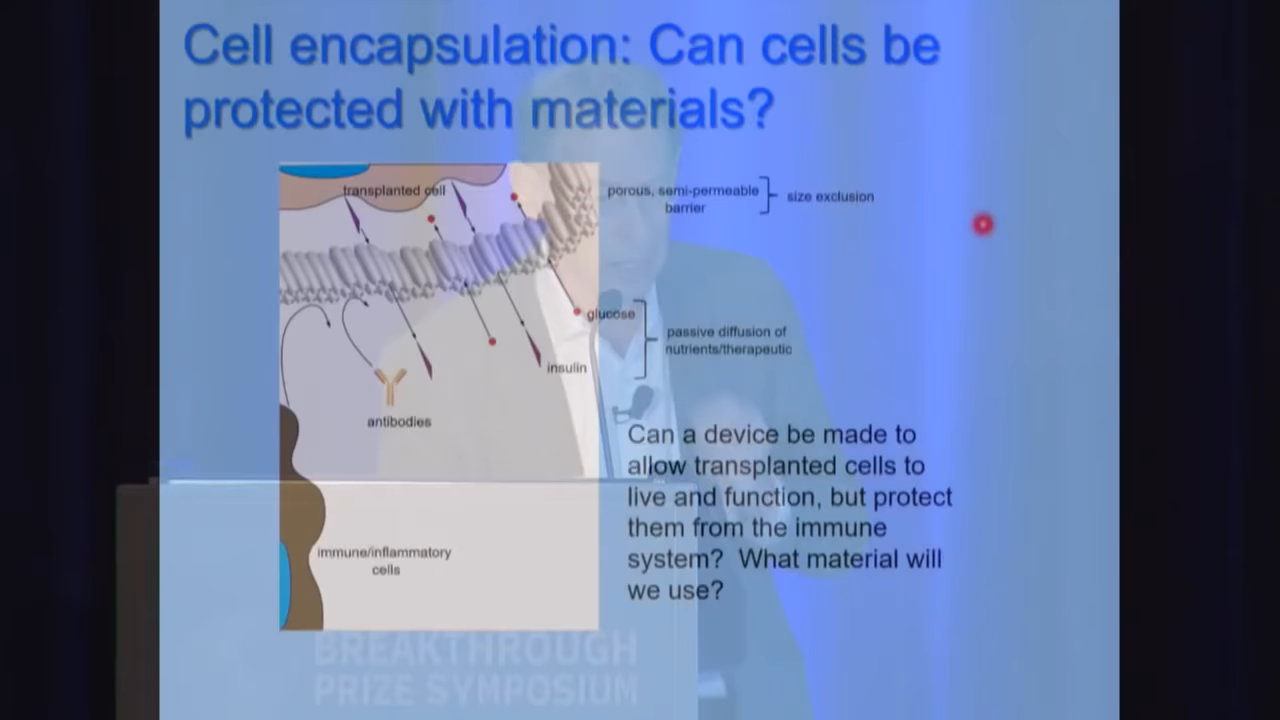 Cell encapsulation: Can cells be
protected with materials?
transplanted cell
porous, semi-permeable
barrier
size exclusion
glucose
passive diffusion of
nutrients/therapeutic
insulin
antibodies
Can a device be made to
allow transplanted cells to
live and function, but protect
them from the immune
system? What material will
we use?
immune/inflammatory
cells
BREAKTHROUGH
PRIZE SYMPOSIUM